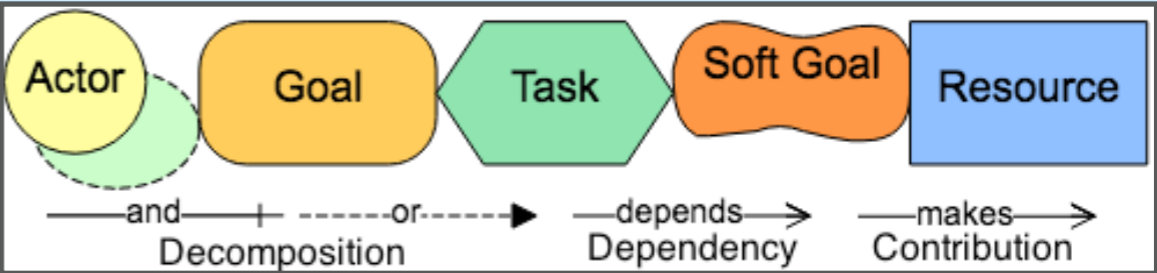 Actor
Goal
Task
Soft Goal
Resource
and
or
depends
makes
Decomposition
Dependency
Contribution